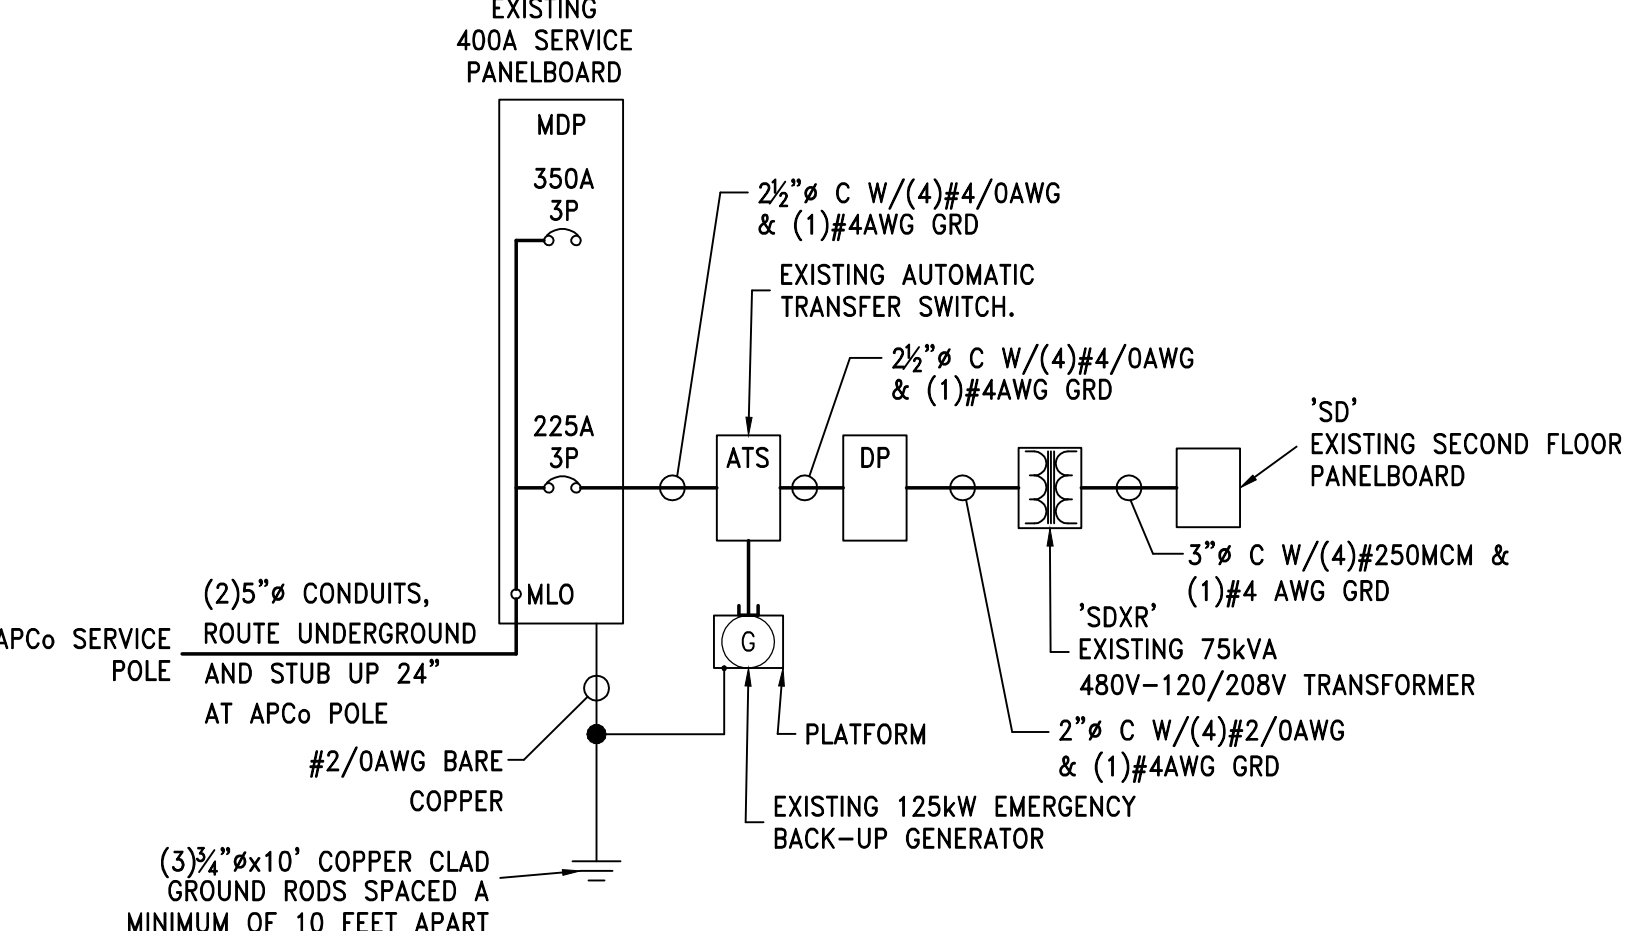 EXISTING
400A SERVICE
PANELBOARD
MDP
350A
3P
2½"ø C W/(4)#4/0AWG
& (1)#4AWG GRD
EXISTING AUTOMATIC
TRANSFER SWITCH.
2½"ø C W/(4)#4/0AWG
& (1)#4AWG GRD
225A
3P
ATS
DP
'SD'
EXISTING SECOND FLOOR
PANELBOARD
3"ø C W/(4)#250MCM &
(1)#4 AWG GRD
MLO
(2)5"ø CONDUITS,
ROUTE UNDERGROUND
AND STUB UP 24"
AT APCo POLE
APCo SERVICE
POLE
G
'SDXR'
EXISTING 75kVA
480V-120/208V TRANSFORMER
PLATFORM
2"ø C W/(4)#2/0AWG
& (1)#4AWG GRD
#2/0AWG BARE
COPPER
EXISTING 125kW EMERGENCY
BACK-UP GENERATOR
(3)¾"øx10' COPPER CLAD
GROUND RODS SPACED A
MINIMUM OF 10 FEET APART